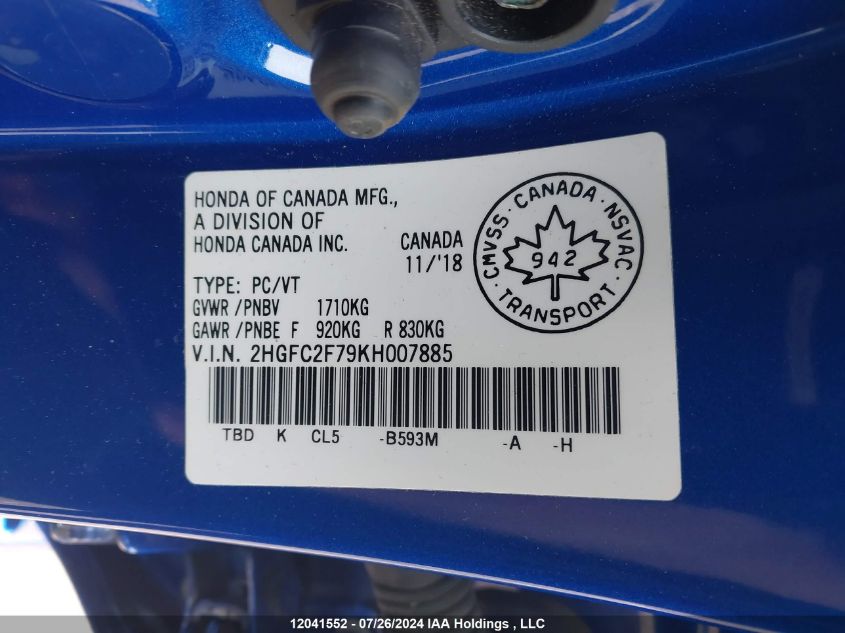 HONDA OF CANADA MFG.,
A DIVISION OF
HONDA CANADA INC.
CANADA
11/'18
TYPE: PC/VT
GVWR/PNBV 1710KG
GAWR/PNBE F 920KG R 830KG
V.I.N. 2HGFC2F79KH007885
TBD K CL5 -B593M -A -H
CMVSS · CANADA · NSVAC · TRANSPORT ·
942
12041552 - 07/26/2024 IAA Holdings , LLC